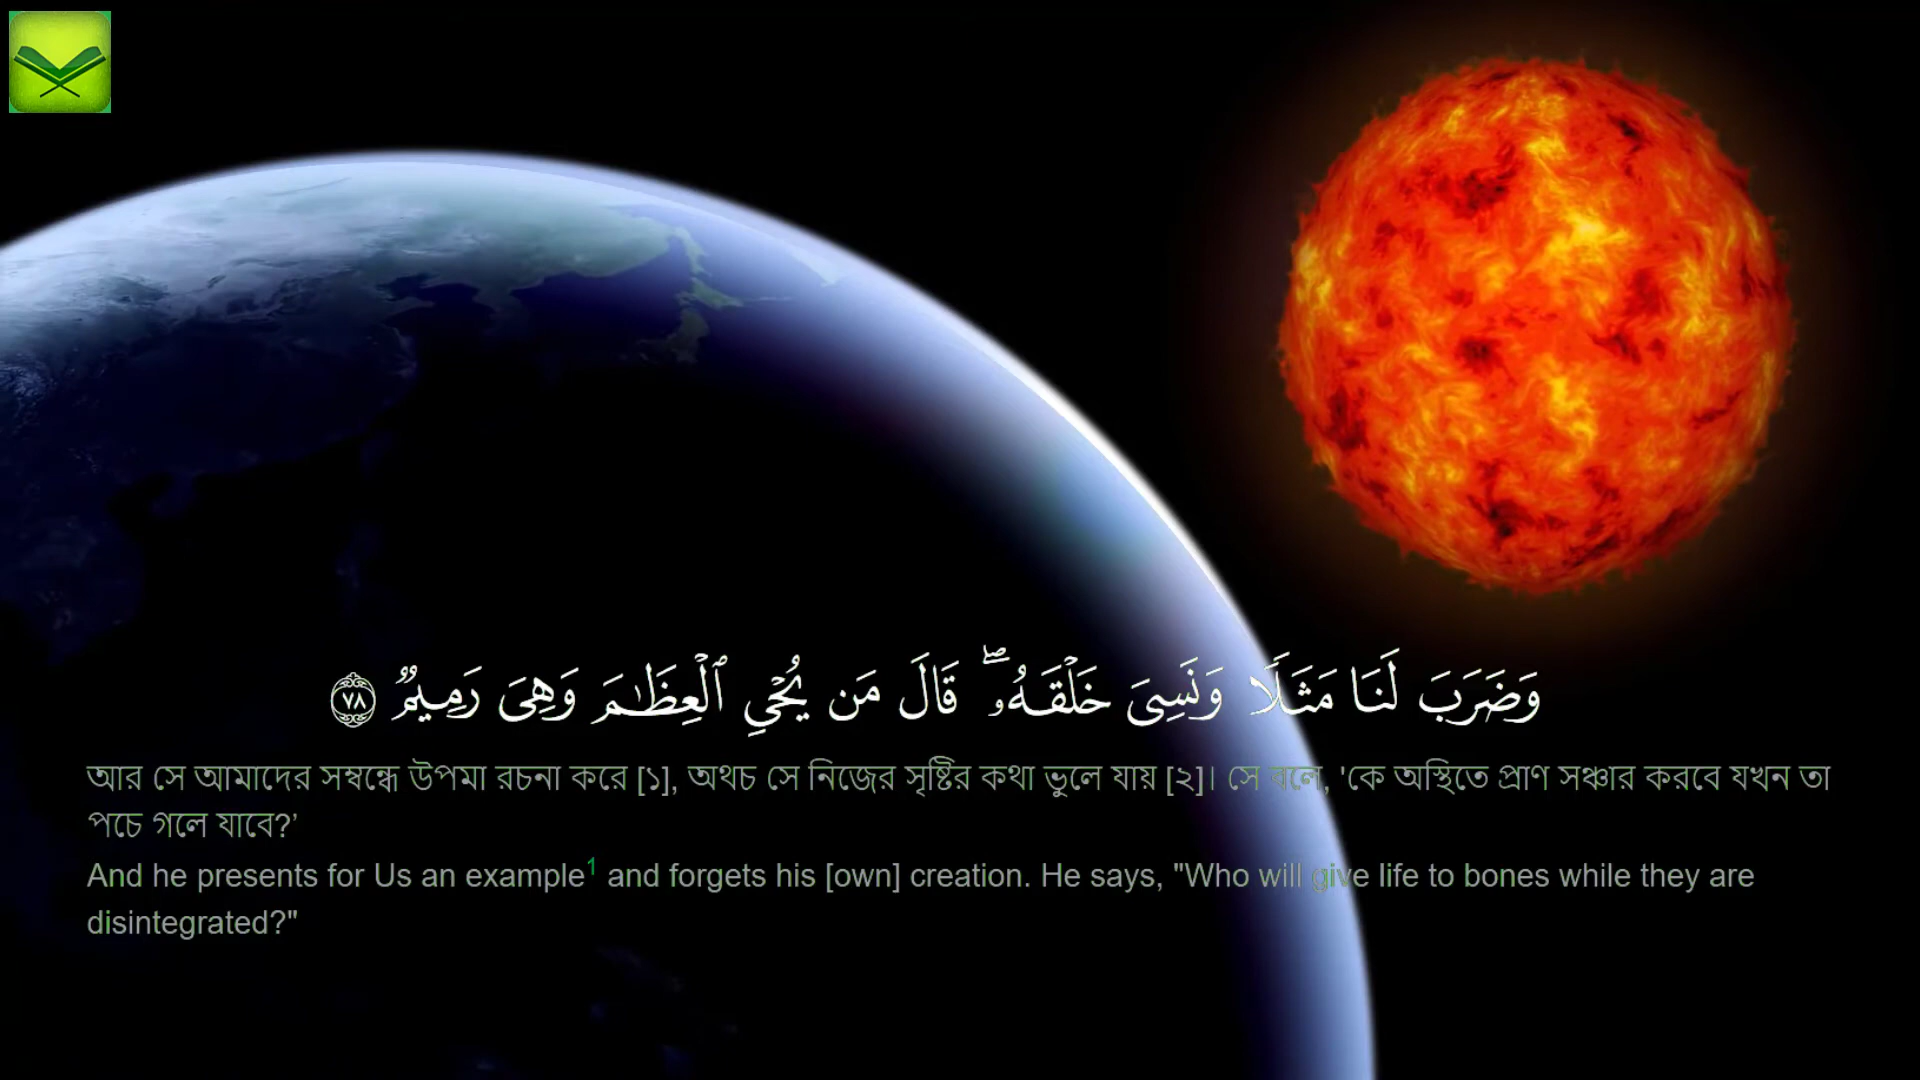 وَضَرَبَ لَنَا مَثَلًا وَنَسِىَ خَلْقَهُۥ ۖ قَالَ مَن يُحْىِ ٱلْعِظَـٰمَ وَهِىَ رَمِيمٌ ٧٨
আর সে আমাদের সম্বন্ধে উপমা রচনা করে [১], অথচ সে নিজের সৃষ্টির কথা ভুলে যায় [২]। সে বলে, 'কে অস্থিতে প্রাণ সঞ্চার করবে যখন তা
পচে গলে যাবে?’
And he presents for Us an example1 and forgets his [own] creation. He says, "Who will give life to bones while they are
disintegrated?"